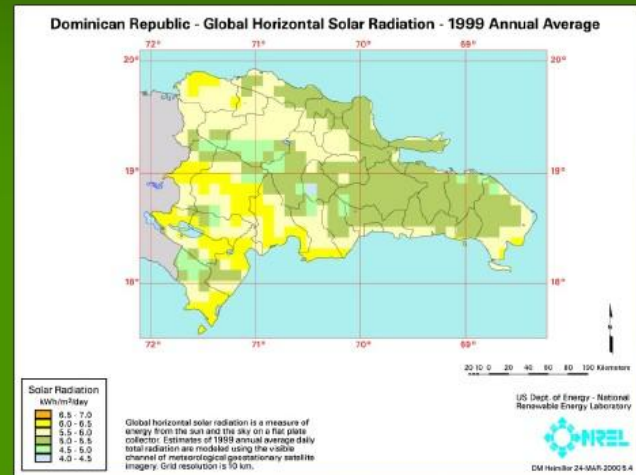 Dominican Republic - Global Horizontal Solar Radiation - 1999 Annual Average
72° 71° 70° 69°
20° 20°
19° 19°
18° 18°
72° 71° 70° 69°
N
20 10 0 20 40 60 80 100 Kilometers
Solar Radiation
kWh/m²/day
6.5 - 7.0
6.0 - 6.5
5.5 - 6.0
5.0 - 5.5
4.5 - 5.0
4.0 - 4.5
Global horizontal solar radiation is a measure of
energy from the sun and the sky on a flat plate
collector. Estimates of 1999 annual average daily
total radiation are modeled using the visible
channel of meteorological geostationary satellite
imagery. Grid resolution is 10 km.
US Dept. of Energy - National
Renewable Energy Laboratory
NREL
DM Heimiller 24-MAR-2000